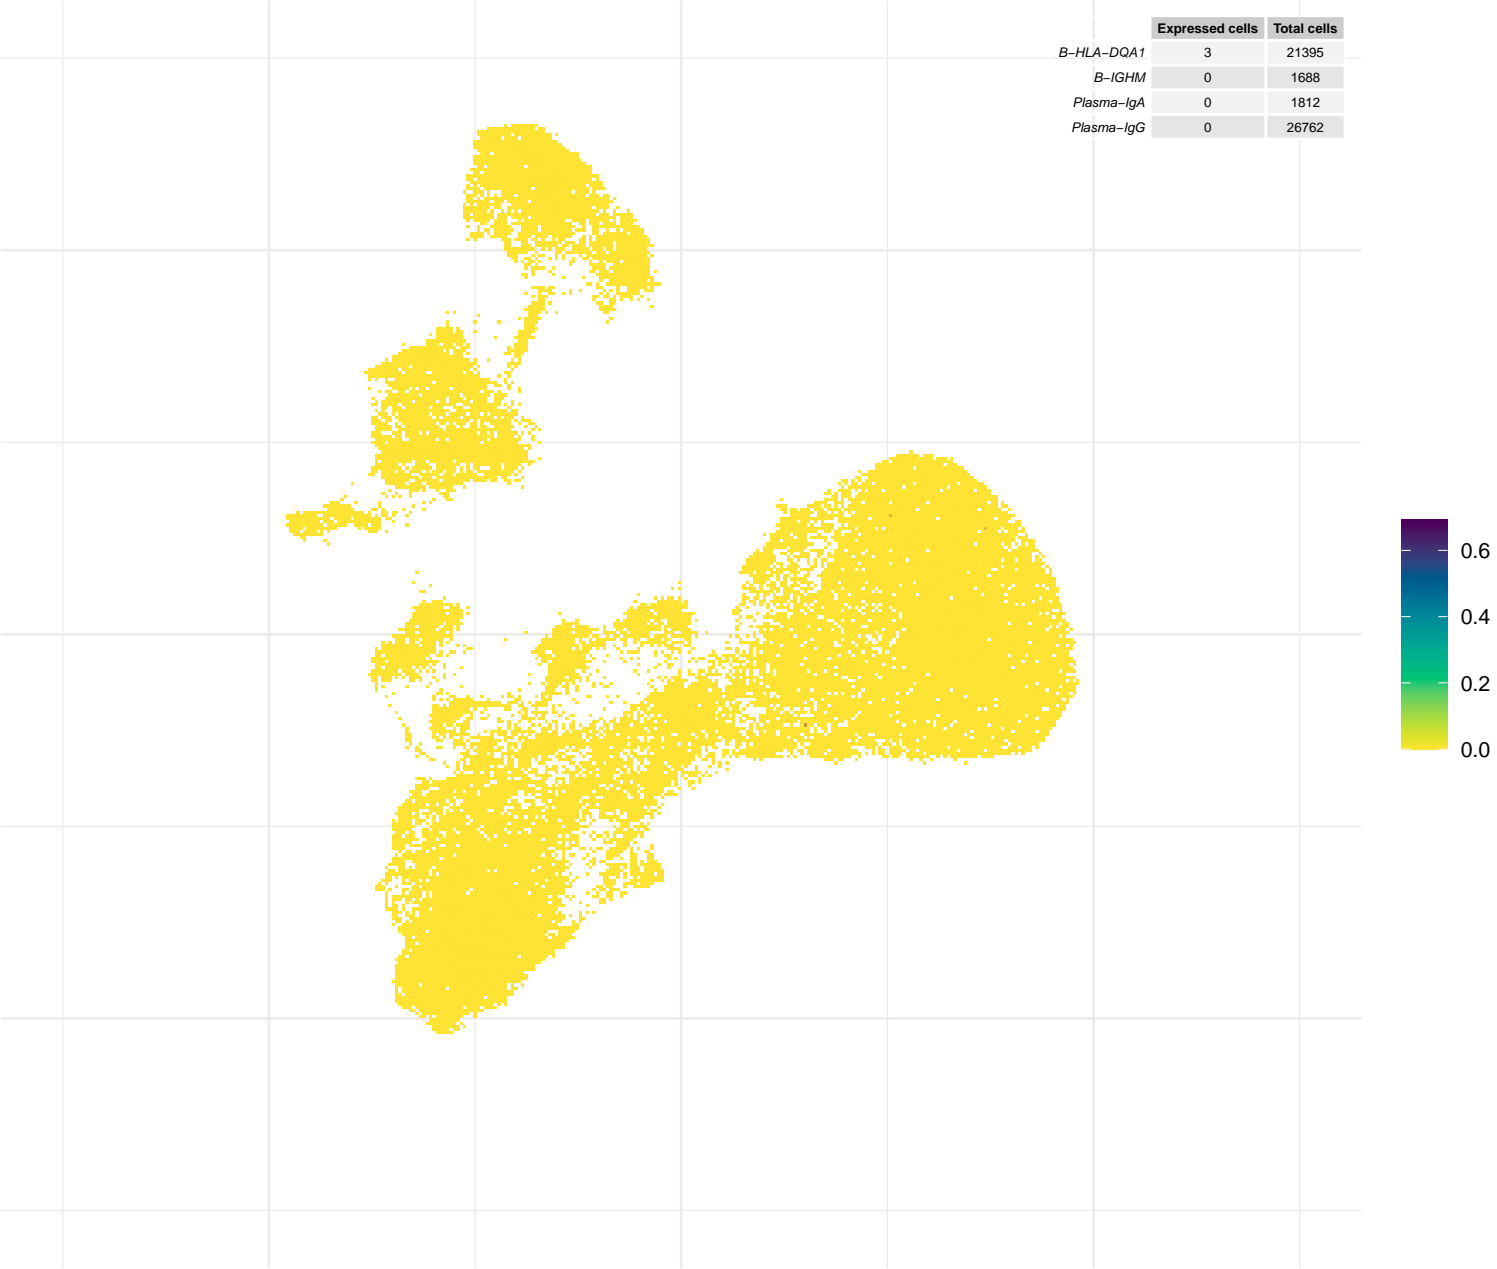 Expressed cells Total cells
B−HLA−DQA1 3 21395
B−IGHM 0 1688
Plasma−IgA 0 1812
Plasma−IgG 0 26762
0.6
0.4
0.2
0.0